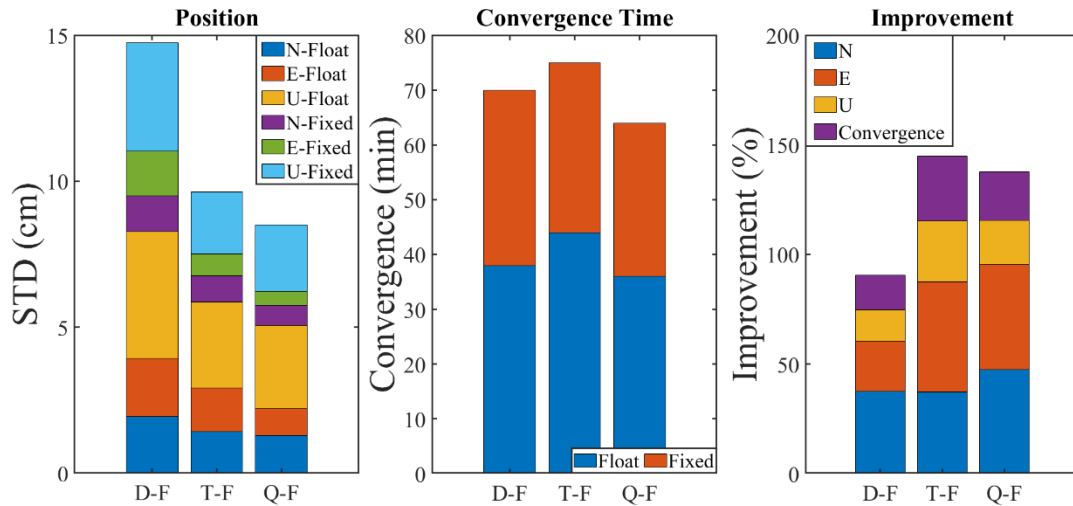 Position
STD (cm)
15
10
5
0
N-Float
E-Float
U-Float
N-Fixed
E-Fixed
U-Fixed
D-F T-F Q-F
Convergence Time
Convergence (min)
80
70
60
50
40
30
20
10
0
Float Fixed
D-F T-F Q-F
Improvement
Improvement (%)
200
150
100
50
0
N
E
U
Convergence
D-F T-F Q-F